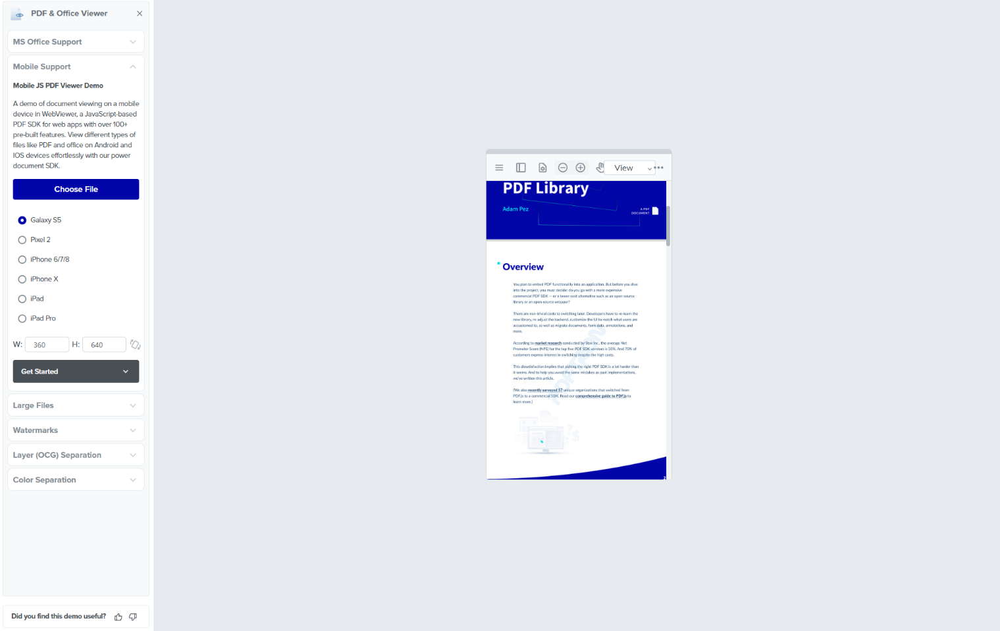 PDF & Office Viewer
MS Office Support
Mobile Support
Mobile JS PDF Viewer Demo
A demo of document viewing on a mobile
device in WebViewer, a JavaScript-based
PDF SDK for web apps with over 100+
pre-built features. View different types of
files like PDF and office on Android and
IOS devices effortlessly with our power
document SDK.
Choose File
Galaxy S5
Pixel 2
iPhone 6/7/8
iPhone X
iPad
iPad Pro
W: 360 H: 640
Get Started
Large Files
Watermarks
Layer (OCG) Separation
Color Separation
Did you find this demo useful?
View
PDF Library
Adam Pez
A PDF
DOCUMENT
Overview
You plan to embed PDF functionality into an application. But before you dive
into the project, you must decide: do you go with a more expensive
commercial PDF SDK — or a lower-cost alternative such as an open-source
library or an open-source wrapper?
There are non-trivial costs to switching later. Developers have to re-learn the
new library, re-adjust the backend, customize the UI to match what users are
accustomed to, as well as migrate documents, form data, annotations, and
more.
According to market research conducted by Stax Inc., the average Net
Promoter Score (NPS) for the top five PDF SDK vendors is 30%. And 70% of
customers express interest in switching despite the high costs.
This dissatisfaction implies that picking the right PDF SDK is a lot harder than
it seems. And to help you avoid the same mistakes as past implementations,
we've written this article.
(We also recently surveyed 57 unique organizations that switched from
PDF.js to a commercial SDK. Read our comprehensive guide to PDF.js to
learn more.)
PDFTRON
2